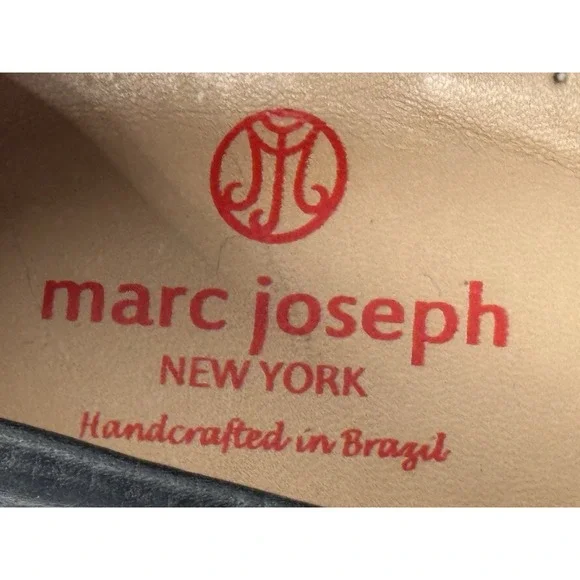 marc joseph
NEW YORK
Handcrafted in Brazil